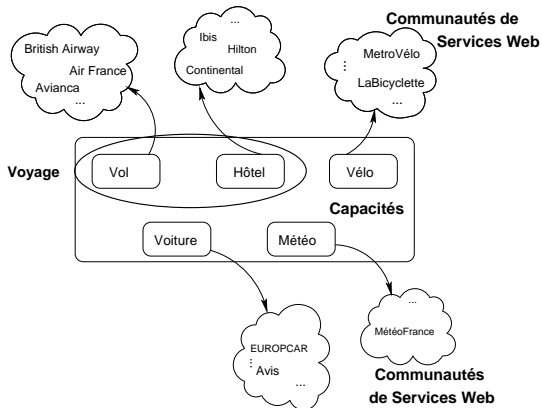 British Airway
Air France
Avianca
...
...
Ibis
Hilton
Continental
Communautés de
Services Web
MetroVélo
...
LaBicyclette
...
Voyage
Vol
Hôtel
Vélo
Capacités
Voiture
Météo
EUROPCAR
...
Avis
...
...
MétéoFrance
Communautés
de Services Web